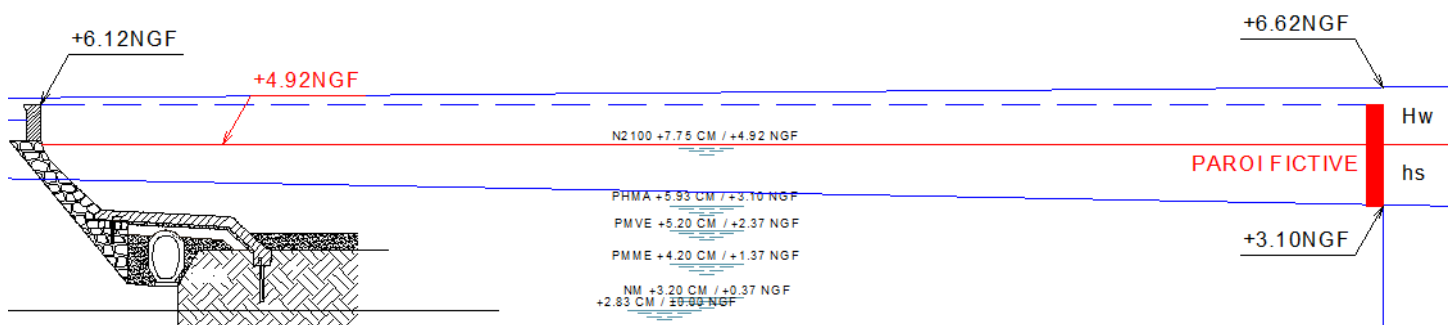 +6.12NGF
+6.62NGF
+4.92NGF
Hw
N2100 +7.75 CM / +4.92 NGF
PAROI FICTIVE
hs
PHMA +5.93 CM / +3.10 NGF
PMVE +5.20 CM / +2.37 NGF
+3.10NGF
PMME +4.20 CM / +1.37 NGF
NM +3.20 CM / +0.37 NGF
+2.83 CM / ±0.00 NGF